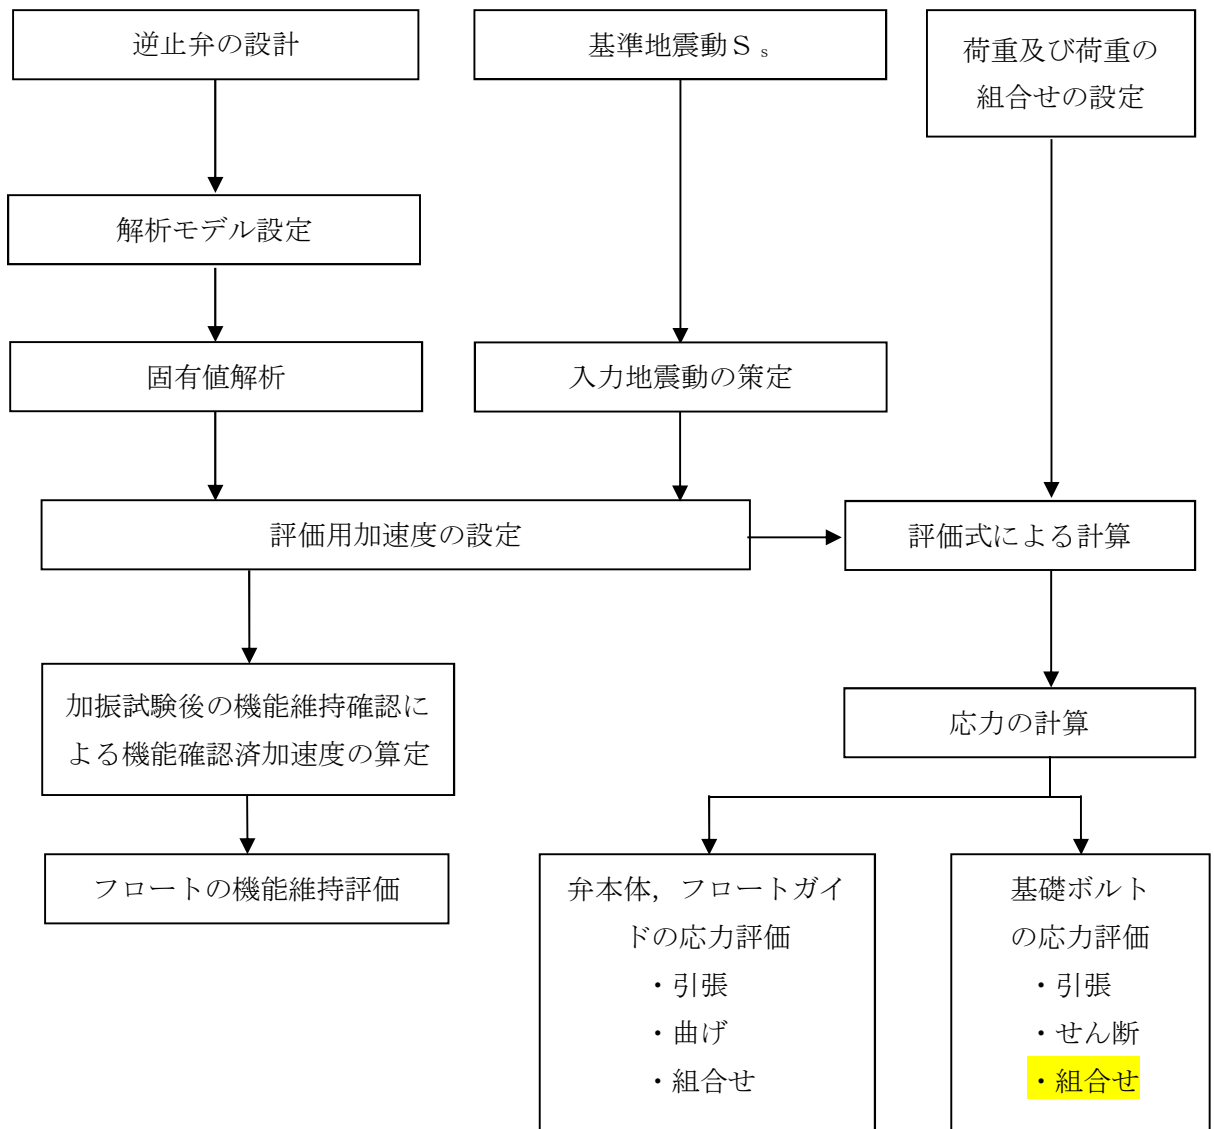 逆止弁の設計
基準地震動Ｓｓ
荷重及び荷重の
組合せの設定
解析モデル設定
固有値解析
入力地震動の策定
評価用加速度の設定
評価式による計算
加振試験後の機能維持確認に
よる機能確認済加速度の算定
応力の計算
フロートの機能維持評価
弁本体，フロートガイ
ドの応力評価
・引張
・曲げ
・組合せ
基礎ボルト
の応力評価
・引張
・せん断
・組合せ